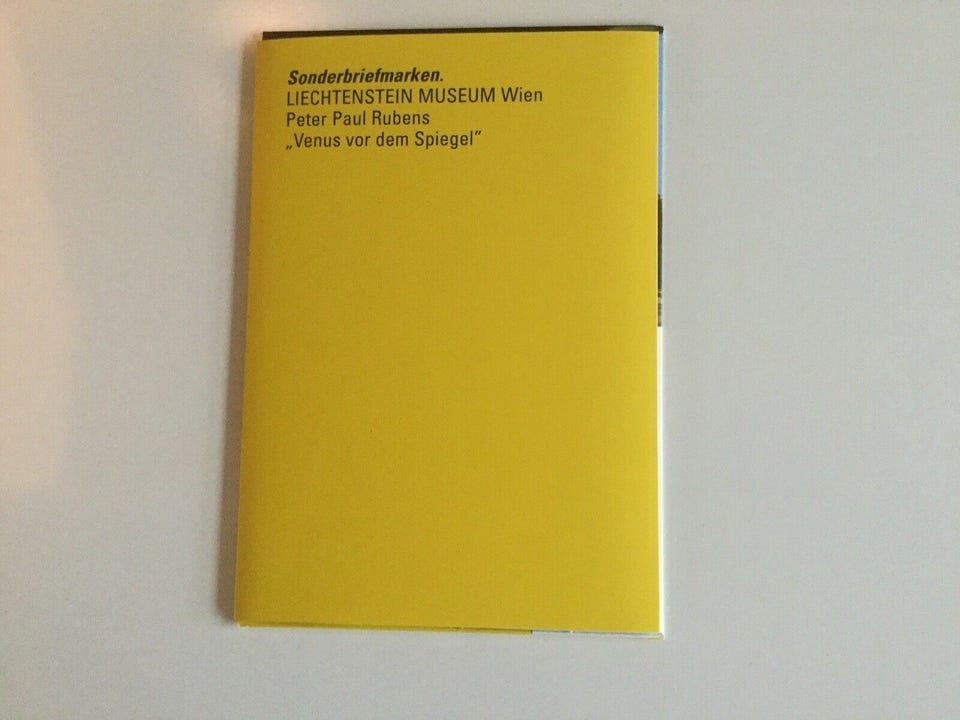 Sonderbriefmarken.
LIECHTENSTEIN MUSEUM Wien
Peter Paul Rubens
„Venus vor dem Spiegel”